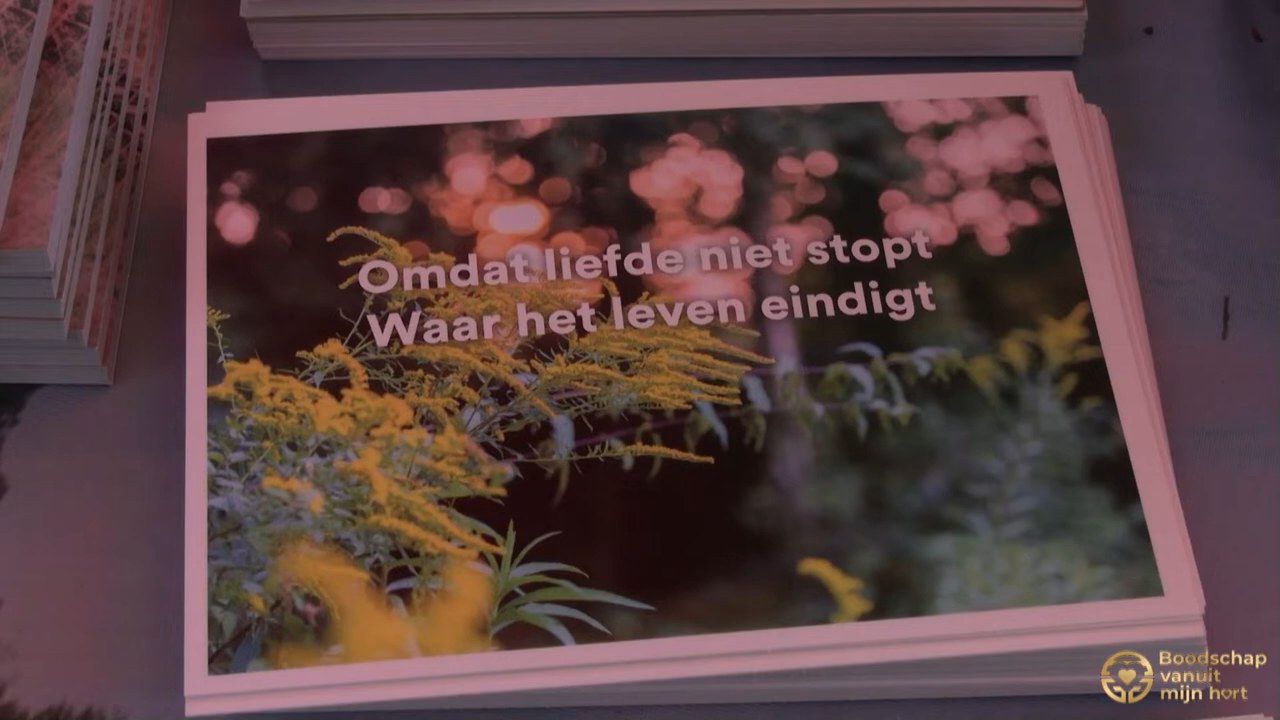 Omdat liefde niet stopt
Waar het leven eindigt
Boodschap
vanuit
mijn hart